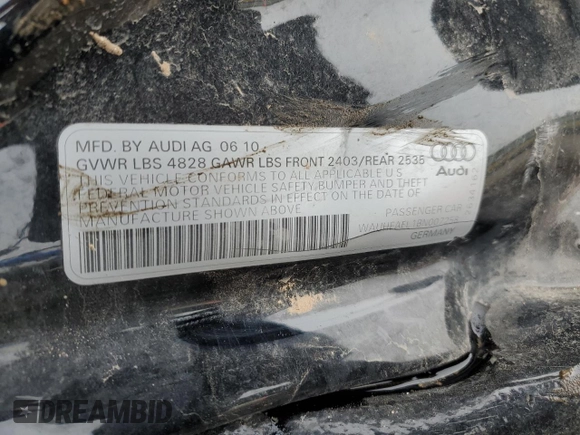 MFD. BY AUDI AG 06 10
GVWR LBS 4828 GAWR LBS FRONT 2403/REAR 2535
THIS VEHICLE CONFORMS TO ALL APPLICABLE U S
FEDERAL MOTOR VEHICLE SAFETY,BUMPER AND THEFT
PREVENTION STANDARDS IN EFFECT ON THE DATE OF
MANUFACTURE SHOWN ABOVE
Audi
PASSENGER CAR
GERMANY
DREAMBID